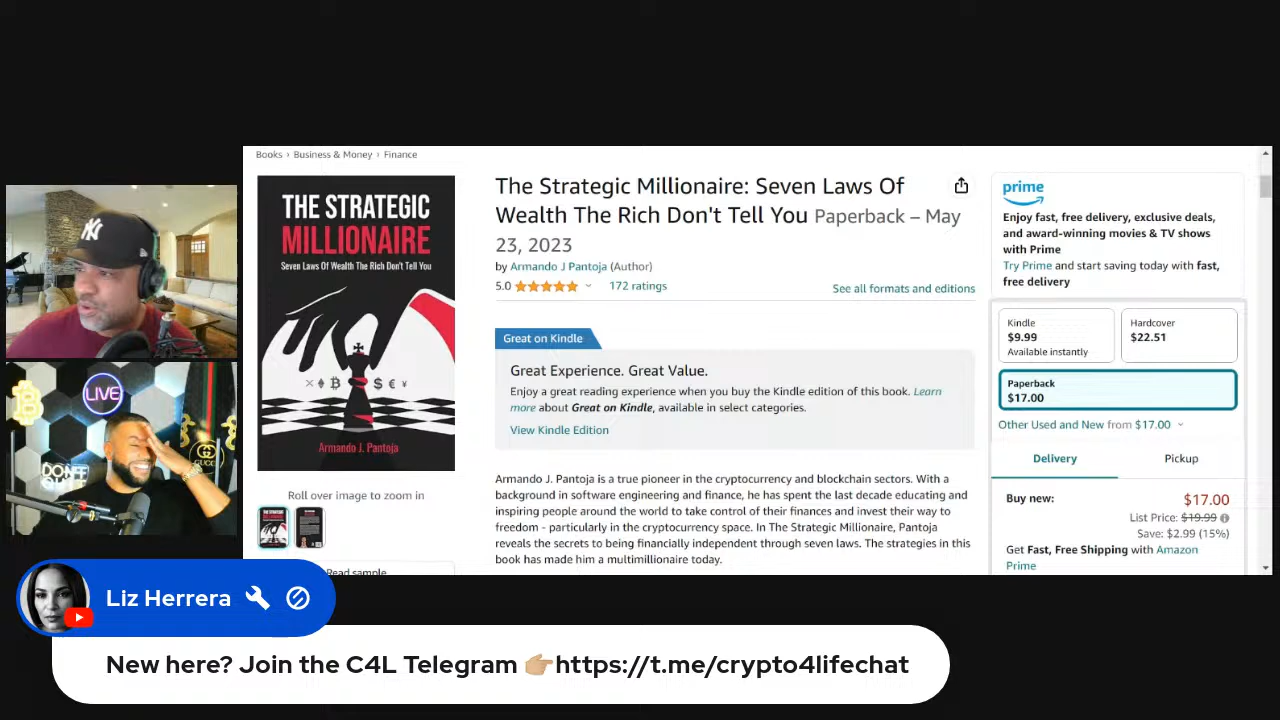 Books › Business & Money › Finance
THE STRATEGIC
MILLIONAIRE
Seven Laws Of Wealth The Rich Don't Tell You
Armando J. Pantoja
Roll over image to zoom in
Read sample
The Strategic Millionaire: Seven Laws Of
Wealth The Rich Don't Tell You Paperback – May
23, 2023
by Armando J Pantoja (Author)
5.0
172 ratings
See all formats and editions
Great on Kindle
Great Experience. Great Value.
Enjoy a great reading experience when you buy the Kindle edition of this book. Learn
more about Great on Kindle, available in select categories.
View Kindle Edition
Armando J. Pantoja is a true pioneer in the cryptocurrency and blockchain sectors. With a
background in software engineering and finance, he has spent the last decade educating and
inspiring people around the world to take control of their finances and invest their way to
freedom - particularly in the cryptocurrency space. In The Strategic Millionaire, Pantoja
reveals the secrets to being financially independent through seven laws. The strategies in this
book has made him a multimillionaire today.
prime
Enjoy fast, free delivery, exclusive deals,
and award-winning movies & TV shows
with Prime
Try Prime and start saving today with fast,
free delivery
Kindle
$9.99
Available instantly
Hardcover
$22.51
Paperback
$17.00
Other Used and New from $17.00
Delivery
Pickup
Buy new:
$17.00
List Price: $19.99
Save: $2.99 (15%)
Get Fast, Free Shipping with Amazon
Prime
LIVE
DON'T
QUIT
GUCCI
Liz Herrera
New here? Join the C4L Telegram 👉🏼https://t.me/crypto4lifechat